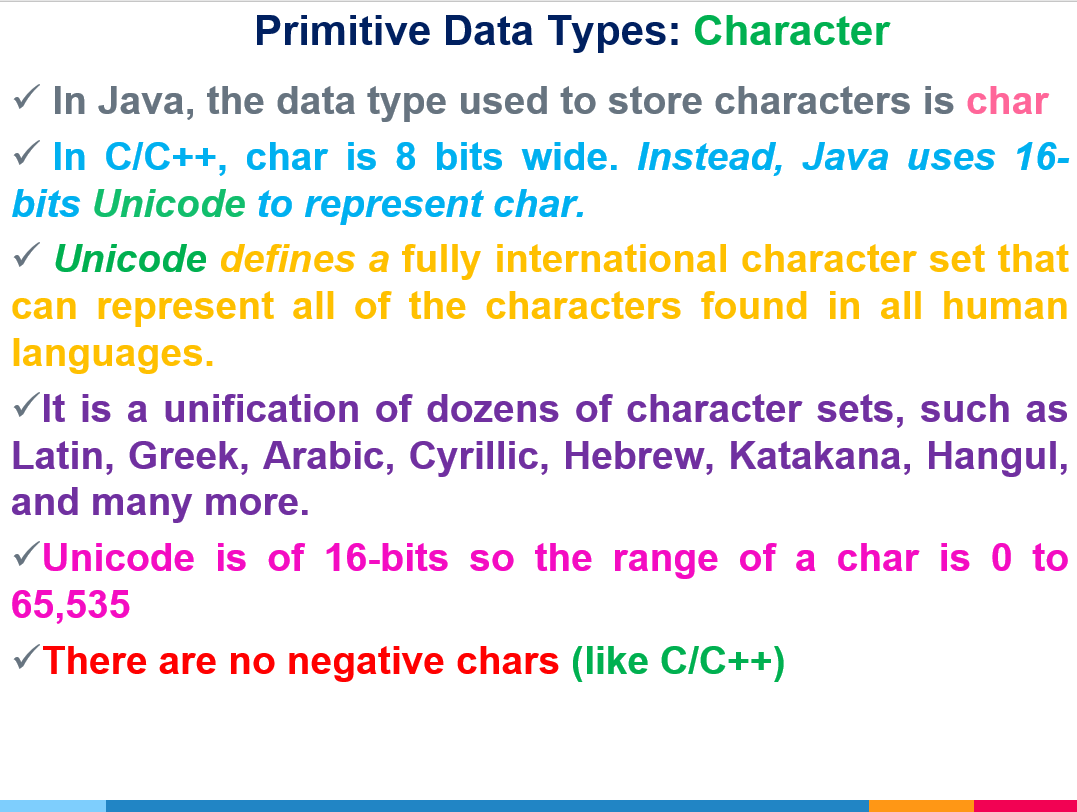 Primitive Data Types: Character
✓ In Java, the data type used to store characters is char
✓ In C/C++, char is 8 bits wide. Instead, Java uses 16-
bits Unicode to represent char.
✓ Unicode defines a fully international character set that
can represent all of the characters found in all human
languages.
✓It is a unification of dozens of character sets, such as
Latin, Greek, Arabic, Cyrillic, Hebrew, Katakana, Hangul,
and many more.
✓Unicode is of 16-bits so the range of a char is 0 to
65,535
✓There are no negative chars (like C/C++)